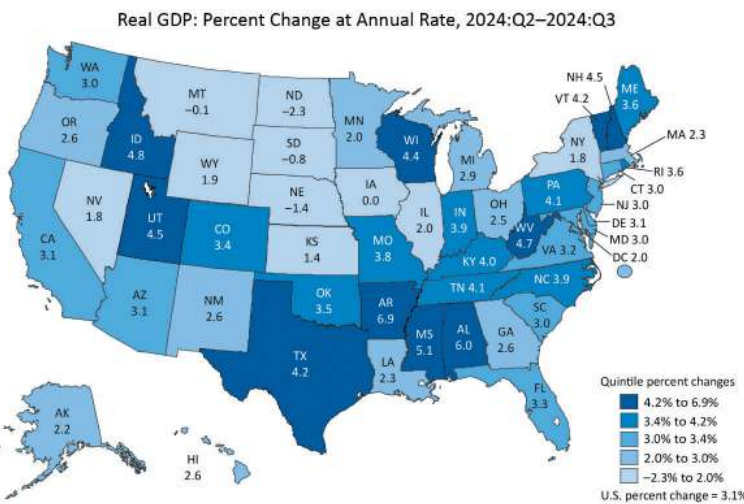 Real GDP: Percent Change at Annual Rate, 2024:Q2–2024:Q3
WA
3.0
OR
2.6
CA
3.1
NV
1.8
ID
4.8
MT
–0.1
WY
1.9
UT
4.5
AZ
3.1
CO
3.4
NM
2.6
ND
–2.3
SD
–0.8
NE
–1.4
KS
1.4
OK
3.5
TX
4.2
MN
2.0
IA
0.0
MO
3.8
AR
6.9
LA
2.3
WI
4.4
IL
2.0
MI
2.9
IN
3.9
OH
2.5
KY 4.0
TN 4.1
MS
5.1
AL
6.0
GA
2.6
FL
3.3
SC
3.0
NC 3.9
VA 3.2
WV
4.7
PA
4.1
NY
1.8
VT 4.2
NH 4.5
ME
3.6
MA 2.3
RI 3.6
CT 3.0
NJ 3.0
DE 3.1
MD 3.0
DC 2.0
AK
2.2
HI
2.6
Quintile percent changes
4.2% to 6.9%
3.4% to 4.2%
3.0% to 3.4%
2.0% to 3.0%
–2.3% to 2.0%
U.S. percent change = 3.1%